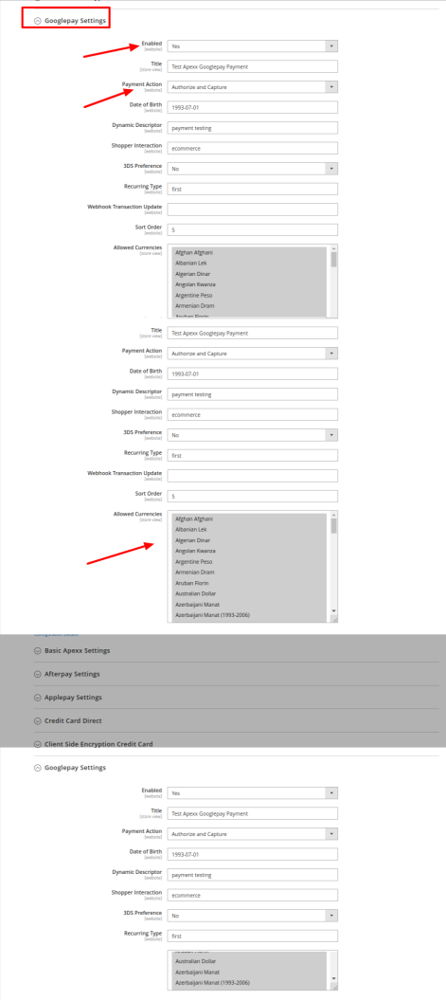 Googlepay Settings
Enabled
[website]
Yes
Title
[store view]
Test Apexx Googlepay Payment
Payment Action
[website]
Authorize and Capture
Date of Birth
[website]
1993-07-01
Dynamic Descriptor
[website]
payment testing
Shopper Interaction
[website]
ecommerce
3DS Preference
[website]
No
Recurring Type
[website]
first
Webhook Transaction Update
[website]
Sort Order
[website]
5
Allowed Currencies
[store view]
Afghan Afghani
Albanian Lek
Algerian Dinar
Angolan Kwanza
Argentine Peso
Armenian Dram
Aruban Florin
Title
[store view]
Test Apexx Googlepay Payment
Payment Action
[website]
Authorize and Capture
Date of Birth
[website]
1993-07-01
Dynamic Descriptor
[website]
payment testing
Shopper Interaction
[website]
ecommerce
3DS Preference
[website]
No
Recurring Type
[website]
first
Webhook Transaction Update
[website]
Sort Order
[website]
5
Allowed Currencies
[store view]
Afghan Afghani
Albanian Lek
Algerian Dinar
Angolan Kwanza
Argentine Peso
Armenian Dram
Aruban Florin
Australian Dollar
Azerbaijani Manat
Azerbaijani Manat (1993-2006)
Basic Apexx Settings
Afterpay Settings
Applepay Settings
Credit Card Direct
Client Side Encryption Credit Card
Googlepay Settings
Enabled
[website]
Yes
Title
[store view]
Test Apexx Googlepay Payment
Payment Action
[website]
Authorize and Capture
Date of Birth
[website]
1993-07-01
Dynamic Descriptor
[website]
payment testing
Shopper Interaction
[website]
ecommerce
3DS Preference
[website]
No
Recurring Type
[website]
first
Australian Dollar
Azerbaijani Manat
Azerbaijani Manat (1993-2006)